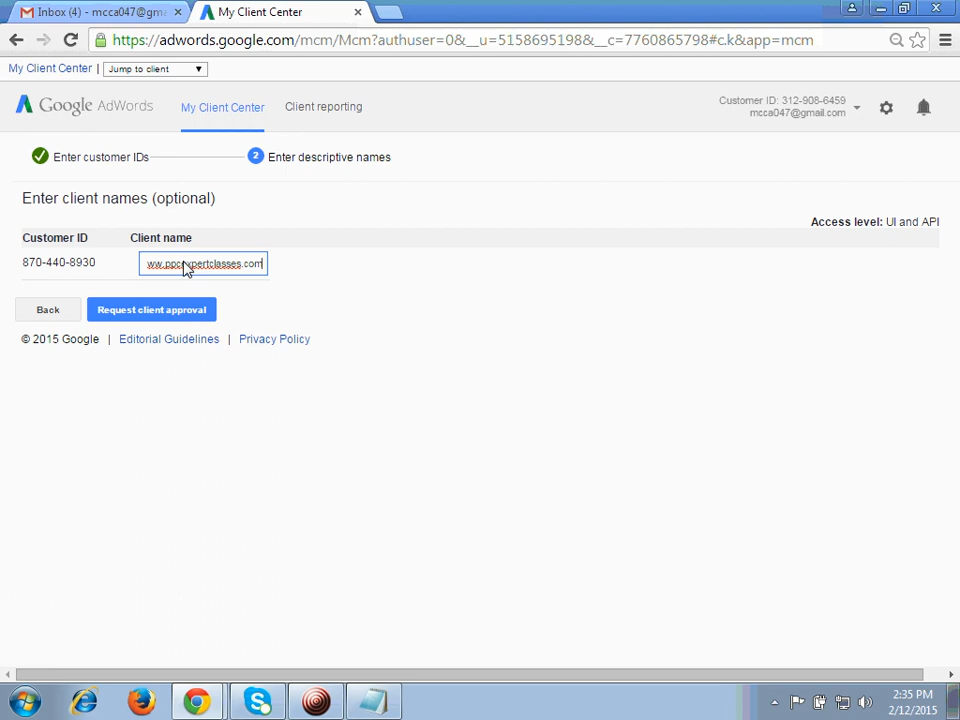 Inbox (4) - mcca047@gm
My Client Center
https://adwords.google.com/mcm/Mcm?authuser=0&__u=5158695198&__c=7760865798#c.k&app=mcm
My Client Center | Jump to client
Google AdWords
My Client Center
Client reporting
Customer ID: 312-908-6459
mcca047@gmail.com
Enter customer IDs
2 Enter descriptive names
Enter client names (optional)
Access level: UI and API
Customer ID Client name
870-440-8930 ww.ppcexpertclasses.com
Back Request client approval
© 2015 Google | Editorial Guidelines | Privacy Policy
2:35 PM
2/12/2015